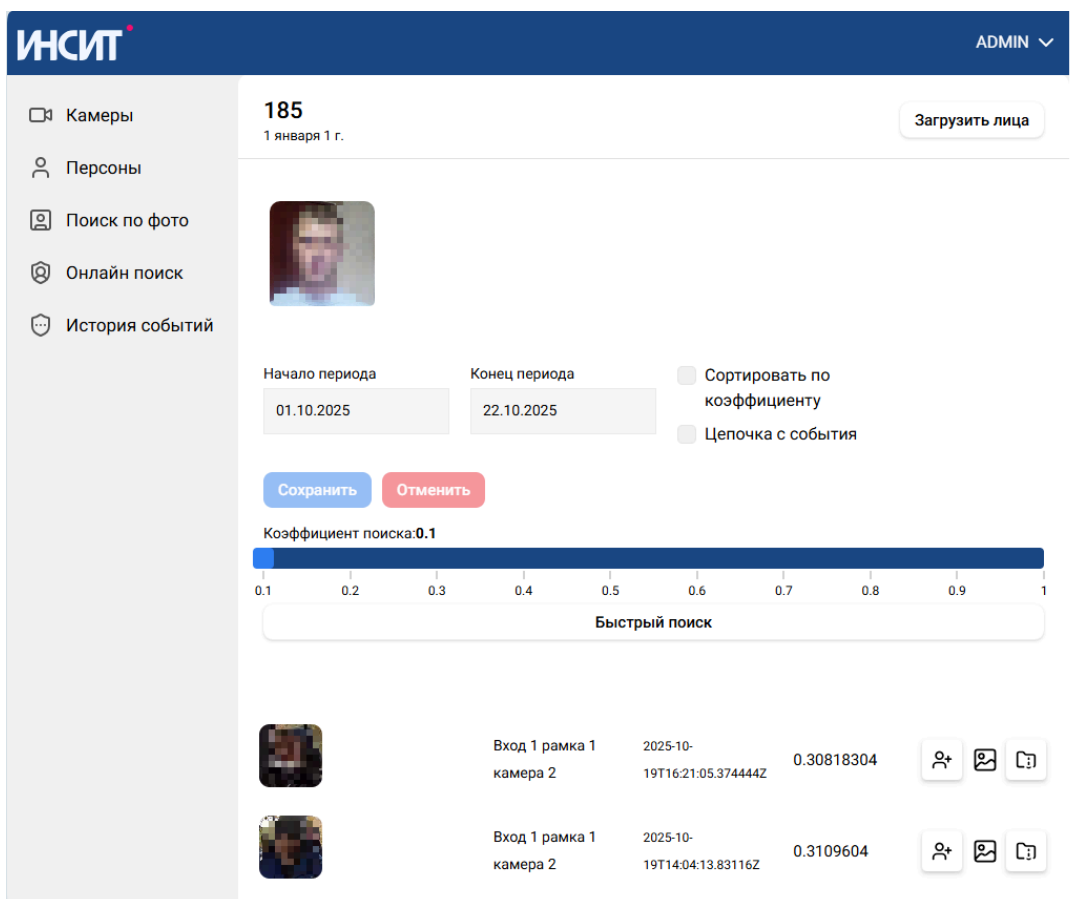 ИНСИТ
ADMIN
Камеры
Персоны
Поиск по фото
Онлайн поиск
История событий
185
1 января 1 г.
Загрузить лица
Начало периода
Конец периода
01.10.2025
22.10.2025
Сортировать по
коэффициенту
Цепочка с события
Сохранить
Отменить
Коэффициент поиска:0.1
0.1 0.2 0.3 0.4 0.5 0.6 0.7 0.8 0.9 1
Быстрый поиск
Вход 1 рамка 1
камера 2
2025-10-
19T16:21:05.374444Z
0.30818304
Вход 1 рамка 1
камера 2
2025-10-
19T14:04:13.83116Z
0.3109604